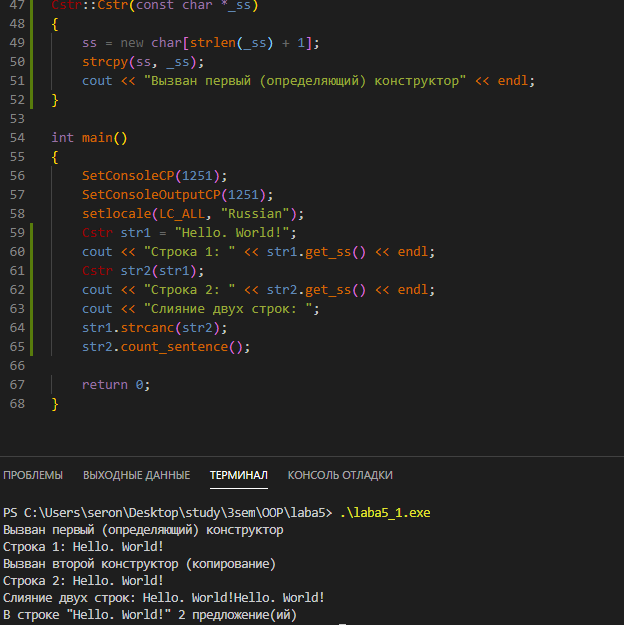 47 Cstr::Cstr(const char *_ss)
48 {
49 ss = new char[strlen(_ss) + 1];
50 strcpy(ss, _ss);
51 cout << "Вызван первый (определяющий) конструктор" << endl;
52 }
53
54 int main()
55 {
56 SetConsoleCP(1251);
57 SetConsoleOutputCP(1251);
58 setlocale(LC_ALL, "Russian");
59 Cstr str1 = "Hello. World!";
60 cout << "Строка 1: " << str1.get_ss() << endl;
61 Cstr str2(str1);
62 cout << "Строка 2: " << str2.get_ss() << endl;
63 cout << "Слияние двух строк: ";
64 str1.strcanc(str2);
65 str2.count_sentence();
66
67 return 0;
68 }
ПРОБЛЕМЫ ВЫХОДНЫЕ ДАННЫЕ ТЕРМИНАЛ КОНСОЛЬ ОТЛАДКИ
PS C:\Users\seron\Desktop\study\3sem\OOP\laba5> .\laba5_1.exe
Вызван первый (определяющий) конструктор
Строка 1: Hello. World!
Вызван второй конструктор (копирование)
Строка 2: Hello. World!
Слияние двух строк: Hello. World!Hello. World!
В строке "Hello. World!" 2 предложение(ий)